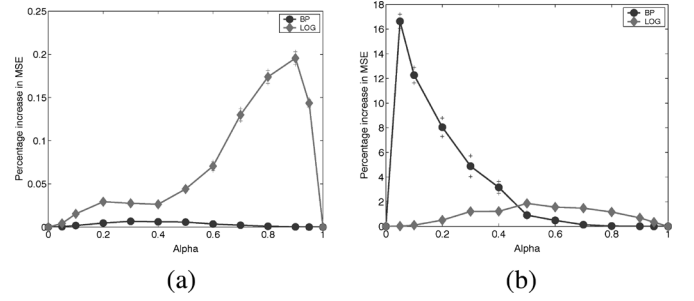 BP
LOG
Percentage increase in MSE
0.25
0.2
0.15
0.1
0.05
0
0 0.2 0.4 0.6 0.8 1
Alpha
(a)
BP
LOG
Percentage increase in MSE
18
16
14
12
10
8
6
4
2
0
0 0.2 0.4 0.6 0.8 1
Alpha
(b)